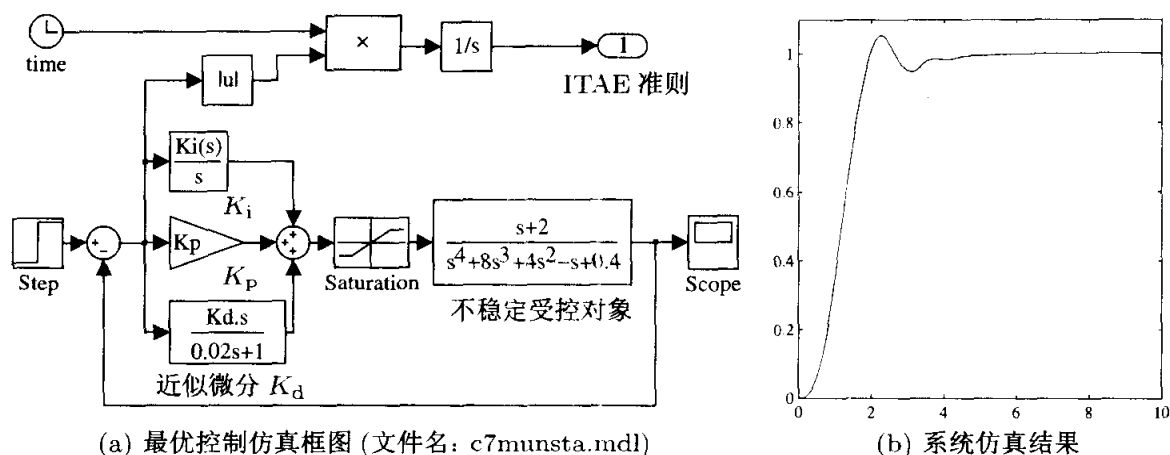 time
×
1/s
1
ITAE 准则
|u|
Ki(s)
s
Ki
Step
+
-
Kp
Kp
+
+
+
Saturation
s+2
s⁴+8s³+4s²-s+0.4
不稳定受控对象
Scope
Kd.s
0.02s+1
近似微分 Kd
(a) 最优控制仿真框图 (文件名: c7munsta.mdl)
1
0.8
0.6
0.4
0.2
0
0
2
4
6
8
10
(b) 系统仿真结果